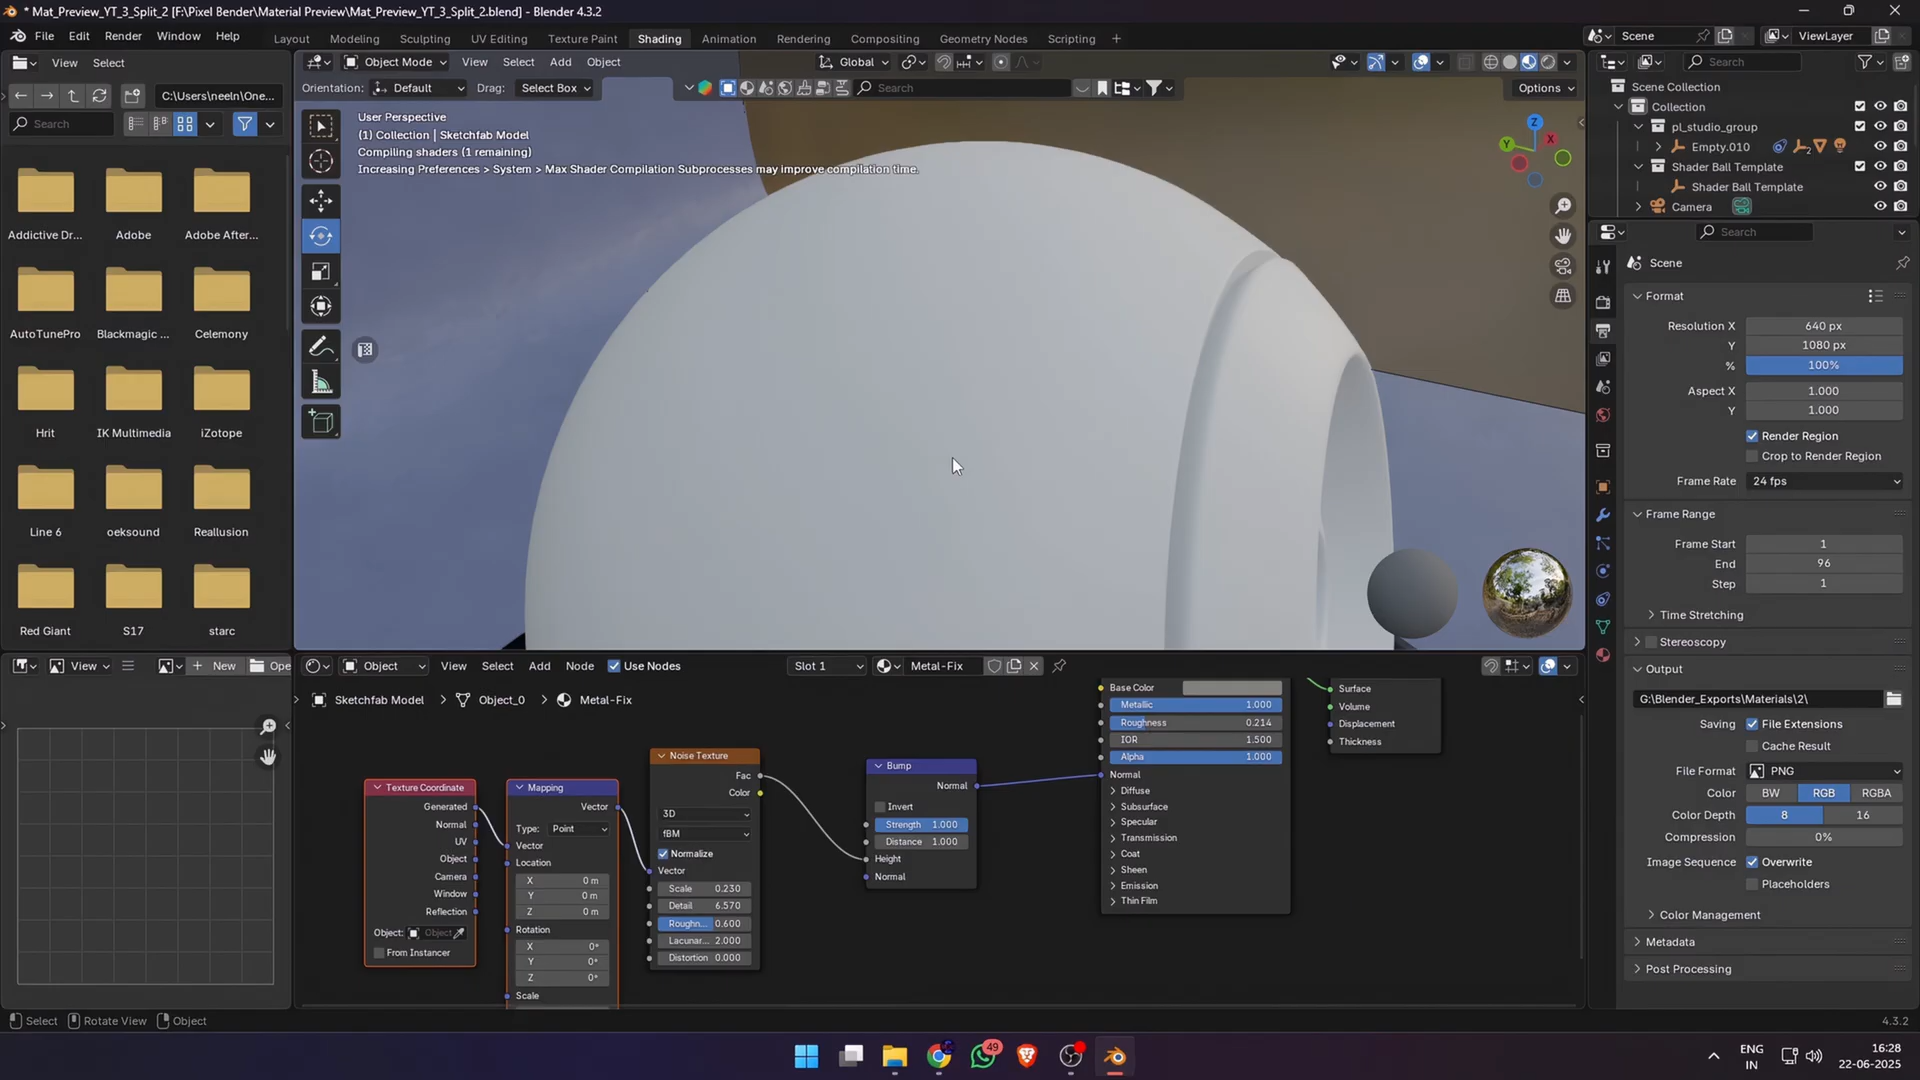 * Mat_Preview_YT_3_Split_2 [F:\Pixel Bender\Material Preview\Mat_Preview_YT_3_Split_2.blend] - Blender 4.3.2
File Edit Render Window Help
Layout Modeling Sculpting UV Editing Texture Paint Shading Animation Rendering Compositing Geometry Nodes Scripting +
Scene ViewLayer
View Select
Object Mode View Select Add Object Global
Search
C:\Users\neeln\One...
Orientation: Default Drag: Select Box
Search
Options
Search
Scene Collection
Collection
pl_studio_group
Empty.010
Shader Ball Template
Shader Ball Template
Camera
User Perspective
(1) Collection | Sketchfab Model
Compiling shaders (1 remaining)
Increasing Preferences > System > Max Shader Compilation Subprocesses may improve compilation time.
Z
X
Y
Addictive Dr...
Adobe
Adobe After...
AutoTunePro
Blackmagic ...
Celemony
Hrit
IK Multimedia
iZotope
Line 6
oeksound
Reallusion
Red Giant
S17
starc
Search
Scene
Format
Resolution X 640 px
Y 1080 px
% 100%
Aspect X 1.000
Y 1.000
Render Region
Crop to Render Region
Frame Rate 24 fps
Frame Range
Frame Start 1
End 96
Step 1
Time Stretching
Stereoscopy
Output
G:\Blender_Exports\Materials\2\
Saving File Extensions
Cache Result
File Format PNG
Color BW RGB RGBA
Color Depth 8 16
Compression 0%
Image Sequence Overwrite
Placeholders
Color Management
Metadata
Post Processing
View + New Ope
Object View Select Add Node Use Nodes Slot 1 Metal-Fix
Sketchfab Model > Object_0 > Metal-Fix
Texture Coordinate
Generated
Normal
UV
Object
Camera
Window
Reflection
Object: Object
From Instancer
Mapping
Vector
Type: Point
Vector
Location
X 0 m
Y 0 m
Z 0 m
Rotation
X 0°
Y 0°
Z 0°
Scale
Noise Texture
Fac
Color
3D
fBM
Normalize
Vector
Scale 0.230
Detail 6.570
Roughn... 0.600
Lacunar... 2.000
Distortion 0.000
Bump
Normal
Invert
Strength 1.000
Distance 1.000
Height
Normal
Base Color
Metallic 1.000
Roughness 0.214
IOR 1.500
Alpha 1.000
Normal
Diffuse
Subsurface
Specular
Transmission
Coat
Sheen
Emission
Thin Film
Surface
Volume
Displacement
Thickness
Select Rotate View Object
4.3.2
49
ENG
IN
16:28
22-06-2025